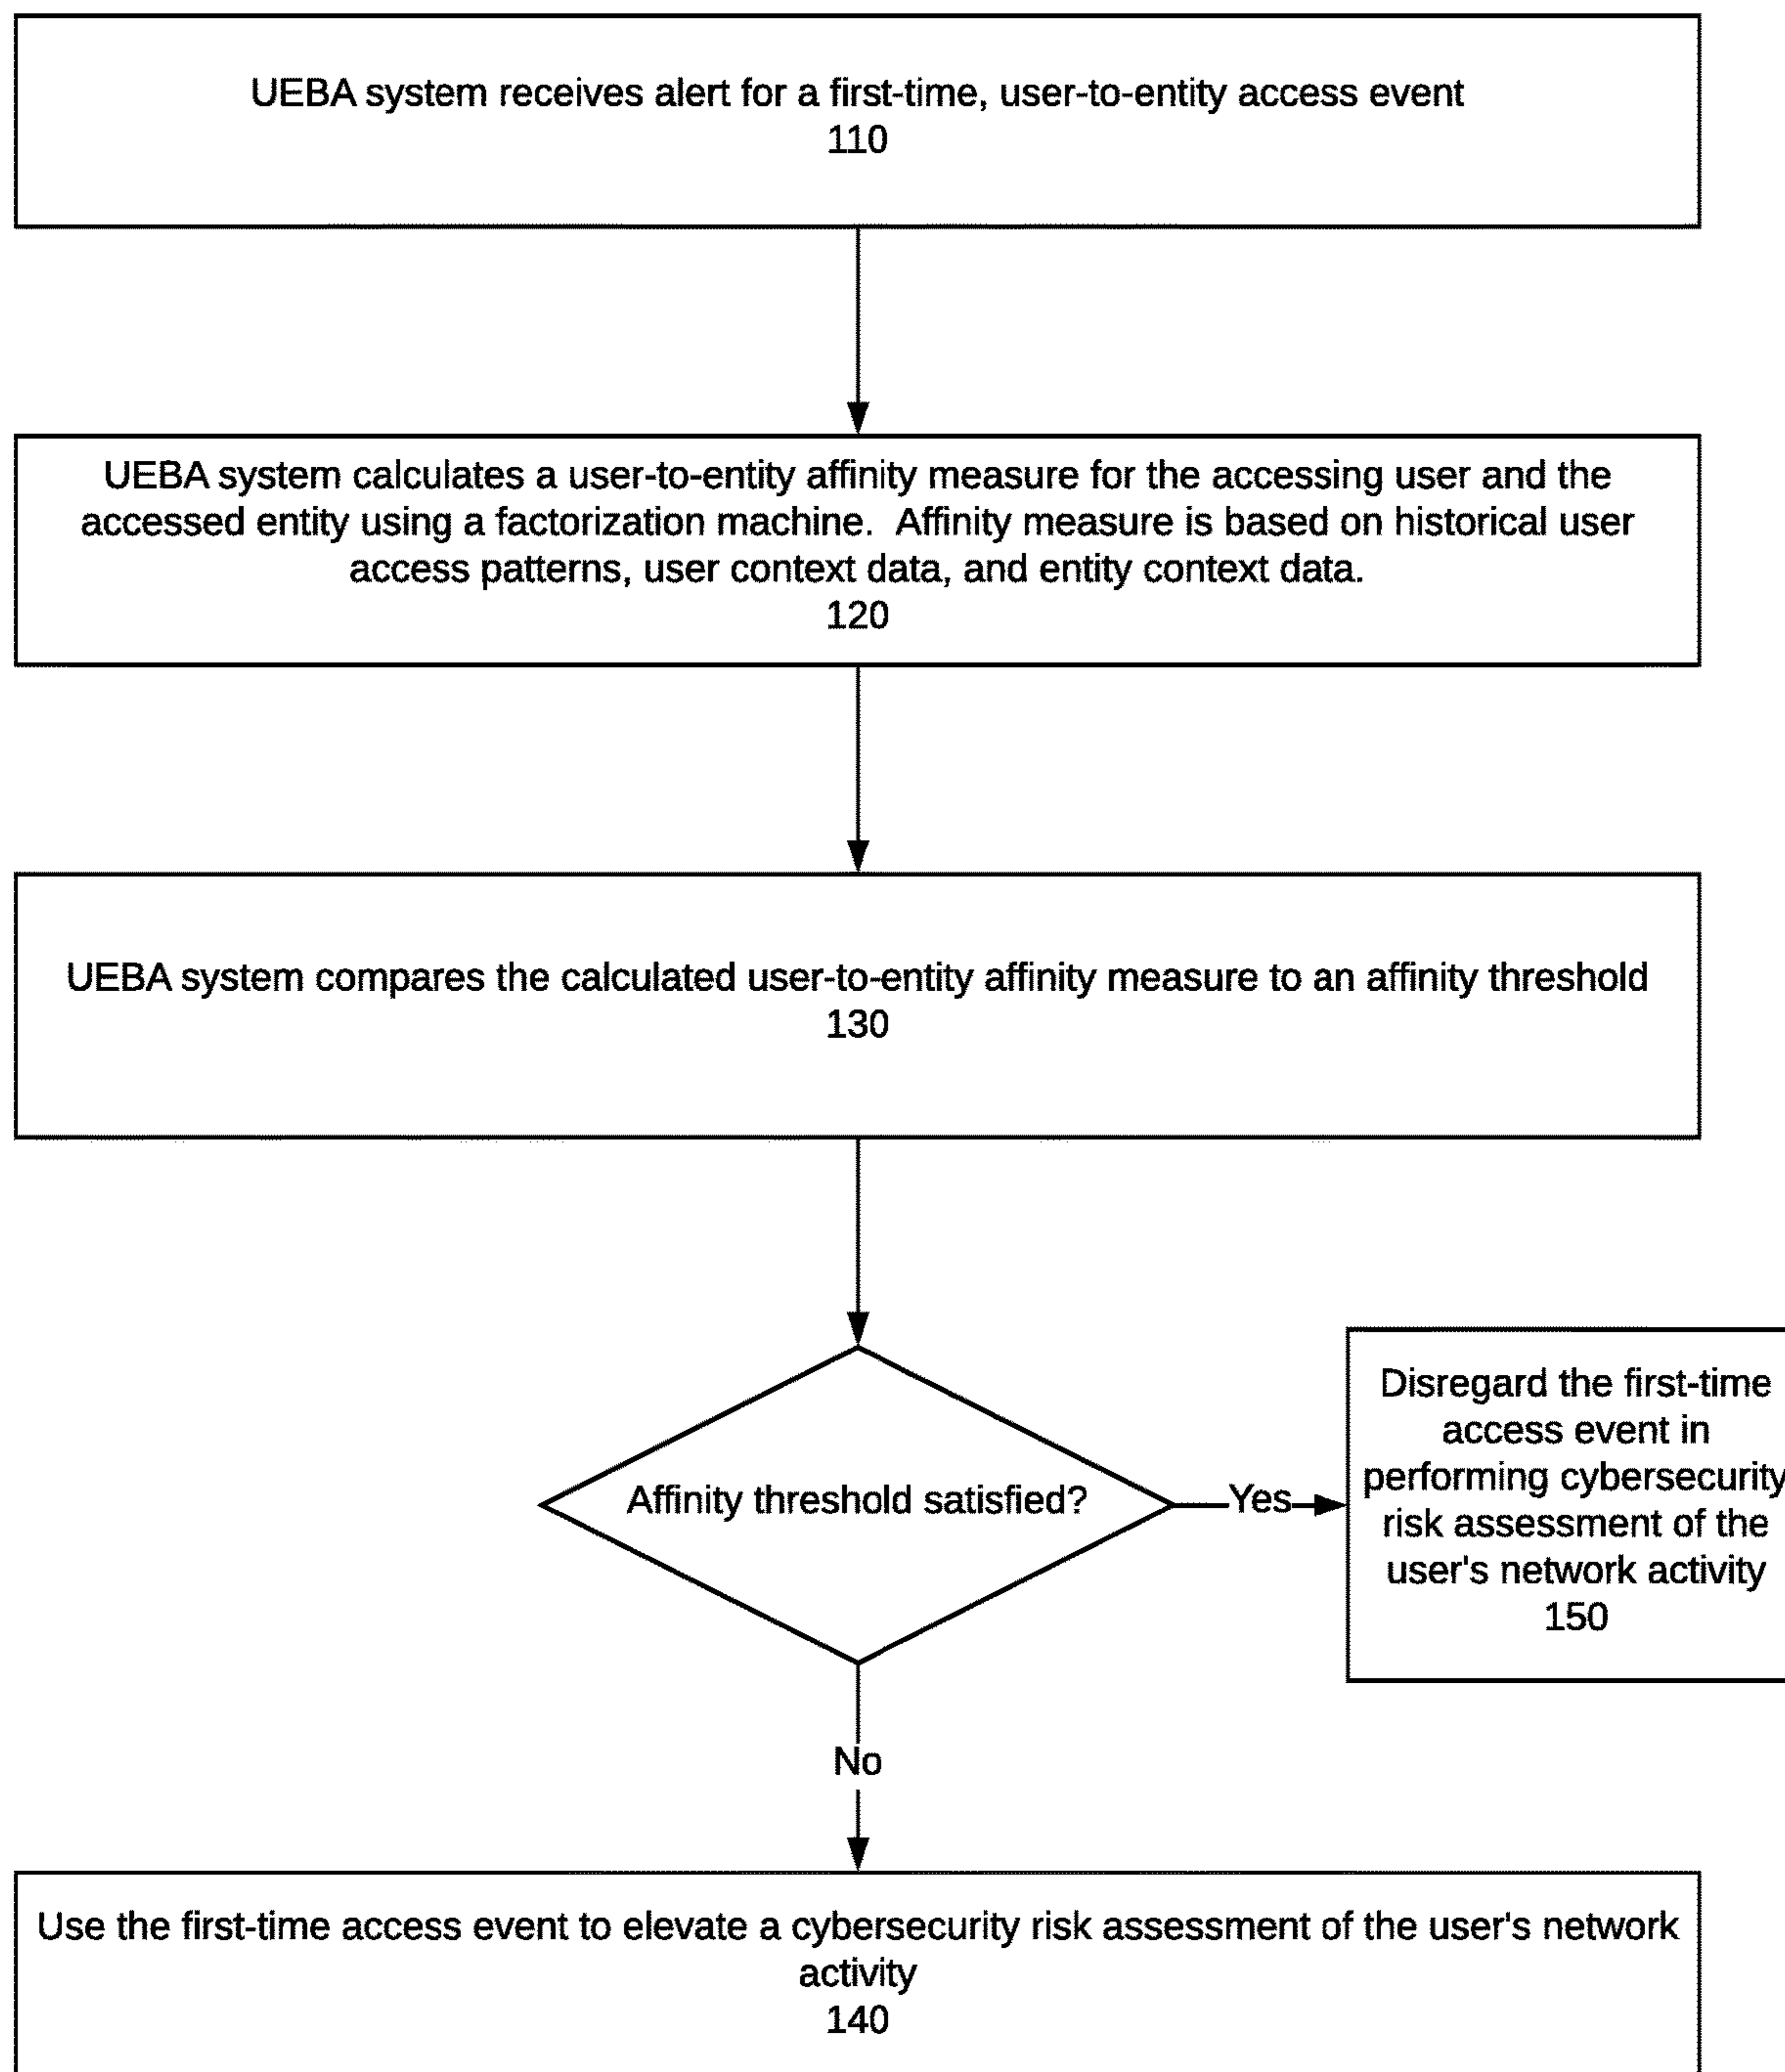 UEBA system receives alert for a first-time, user-to-entity access event
110
UEBA system calculates a user-to-entity affinity measure for the accessing user and the
accessed entity using a factorization machine.  Affinity measure is based on historical user
access patterns, user context data, and entity context data.
120
UEBA system compares the calculated user-to-entity affinity measure to an affinity threshold
130
Affinity threshold satisfied?
Yes
Disregard the first-time
access event in
performing cybersecurity
risk assessment of the
user's network activity
150
No
Use the first-time access event to elevate a cybersecurity risk assessment of the user's network
activity
140